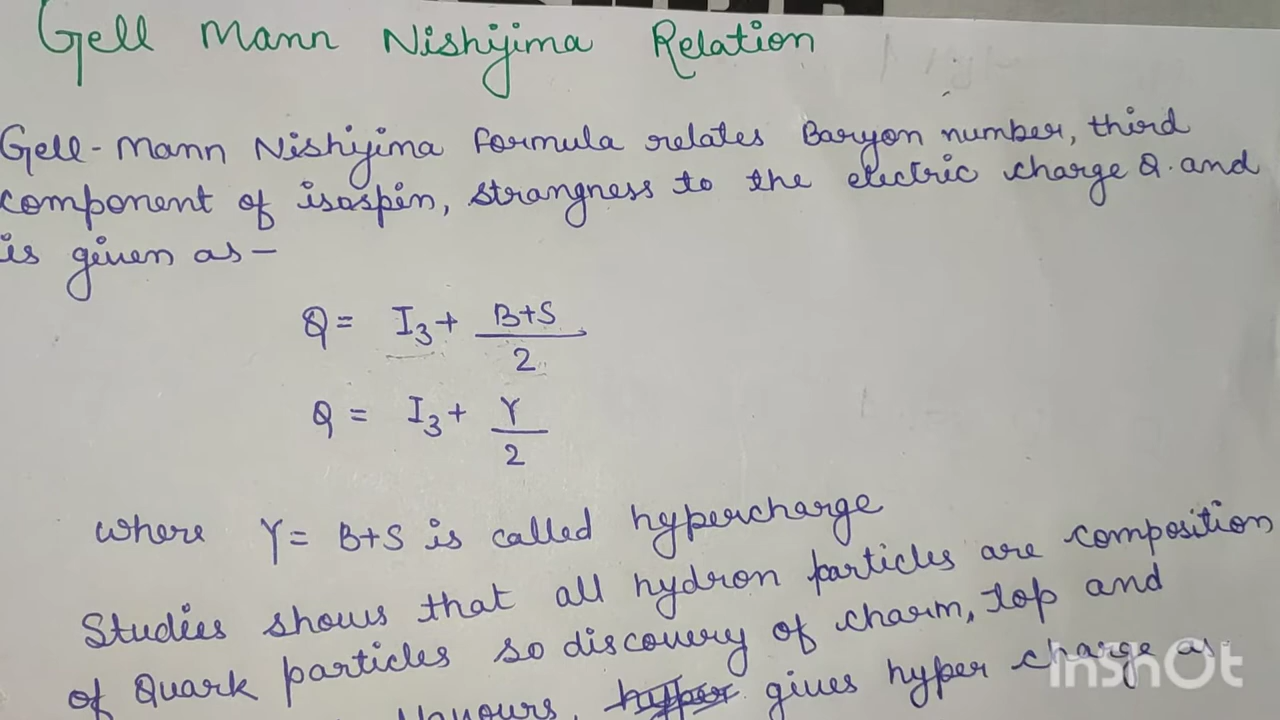 Gell Mann Nishijima Relation
Gell-Mann Nishijima Formula relates Baryon number, third
component of isospin, strangness to the electric charge Q. and
is given as –
Q = I₃ + (B+S)/2
Q = I₃ + Y/2
where Y = B+S is called hypercharge
Studies shows that all hydron particles are composition
of Quark particles so discovery of charm, top and
gives hyper charge as
InShOt